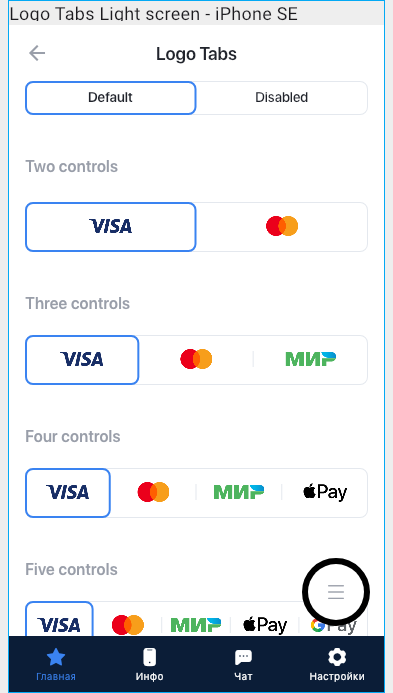 Logo Tabs Light screen - iPhone SE
Logo Tabs
Default Disabled
Two controls
VISA
Three controls
VISA МИР
Four controls
VISA МИР Pay
Five controls
VISA МИР Pay G Pay
Главная Инфо Чат Настройки